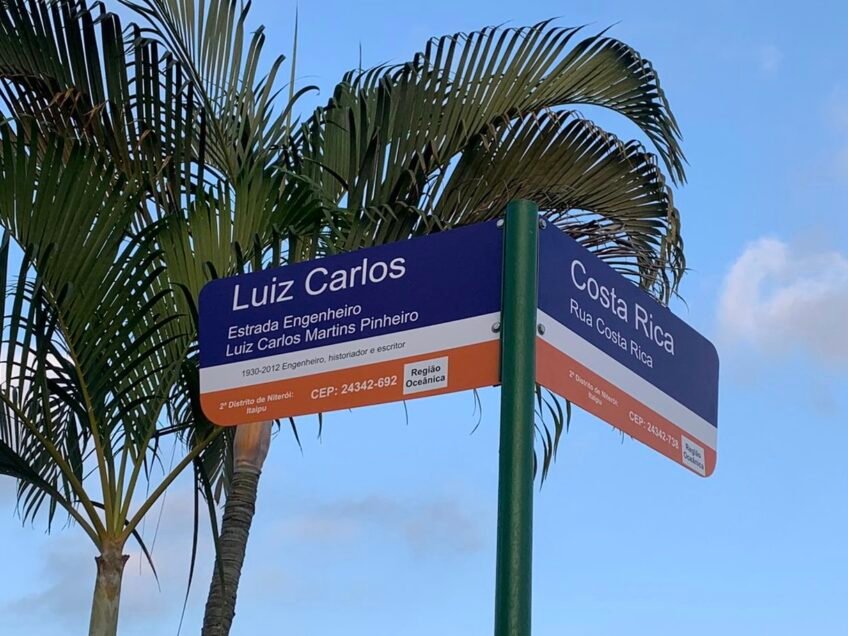 Luiz Carlos
Estrada Engenheiro
Luiz Carlos Martins Pinheiro
1930-2012 Engenheiro, historiador e escritor
2º Distrito de Niterói:
Itaipu
CEP: 24342-692
Região
Oceânica
Costa Rica
Rua Costa Rica
2º Distrito de Niterói:
Itaipu
CEP: 24342-738
Região
Oceânica